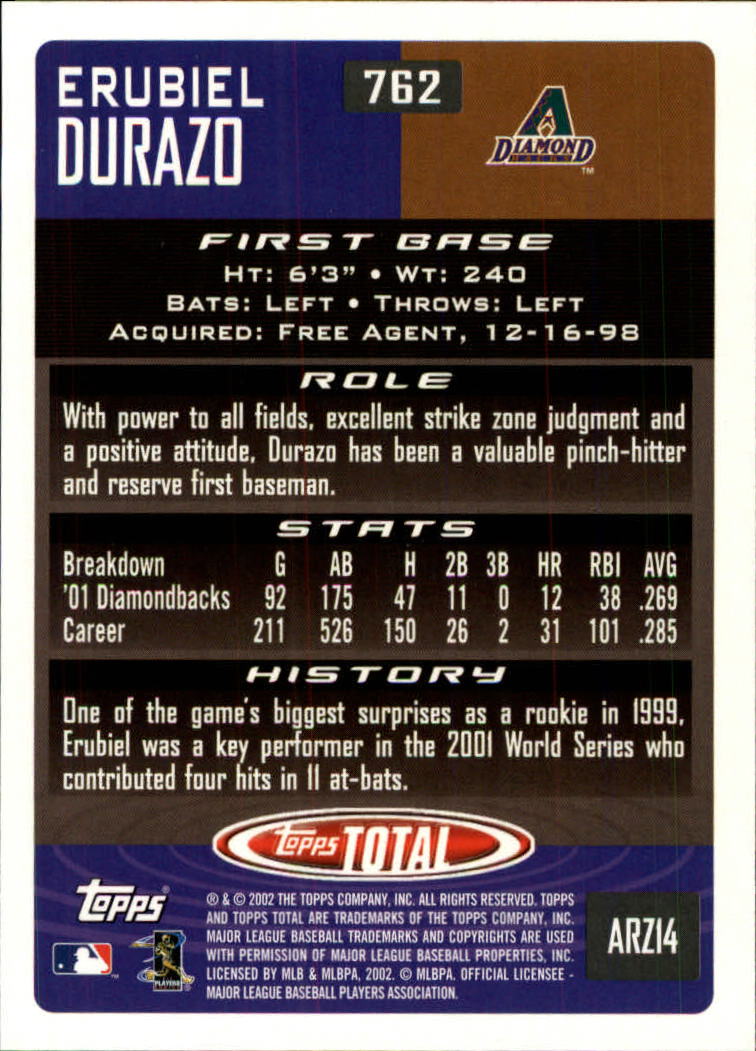 ERUBIEL
DURAZO
762
A
DIAMOND
BACKS
TM
FIRST BASE
HT: 6'3" • WT: 240
BATS: LEFT • THROWS: LEFT
ACQUIRED: FREE AGENT, 12-16-98
ROLE
With power to all fields, excellent strike zone judgment and
a positive attitude, Durazo has been a valuable pinch-hitter
and reserve first baseman.
STATS
Breakdown G AB H 2B 3B HR RBI AVG
'01 Diamondbacks 92 175 47 11 0 12 38 .269
Career 211 526 150 26 2 31 101 .285
HISTORY
One of the game's biggest surprises as a rookie in 1999,
Erubiel was a key performer in the 2001 World Series who
contributed four hits in 11 at-bats.
Topps TOTAL
Topps®
® & © 2002 THE TOPPS COMPANY, INC. ALL RIGHTS RESERVED. TOPPS
AND TOPPS TOTAL ARE TRADEMARKS OF THE TOPPS COMPANY, INC.
MAJOR LEAGUE BASEBALL TRADEMARKS AND COPYRIGHTS ARE USED
WITH PERMISSION OF MAJOR LEAGUE BASEBALL PROPERTIES, INC.
LICENSED BY MLB & MLBPA, 2002. © MLBPA. OFFICIAL LICENSEE -
MAJOR LEAGUE BASEBALL PLAYERS ASSOCIATION.
TM
PLAYERS
ARZ14